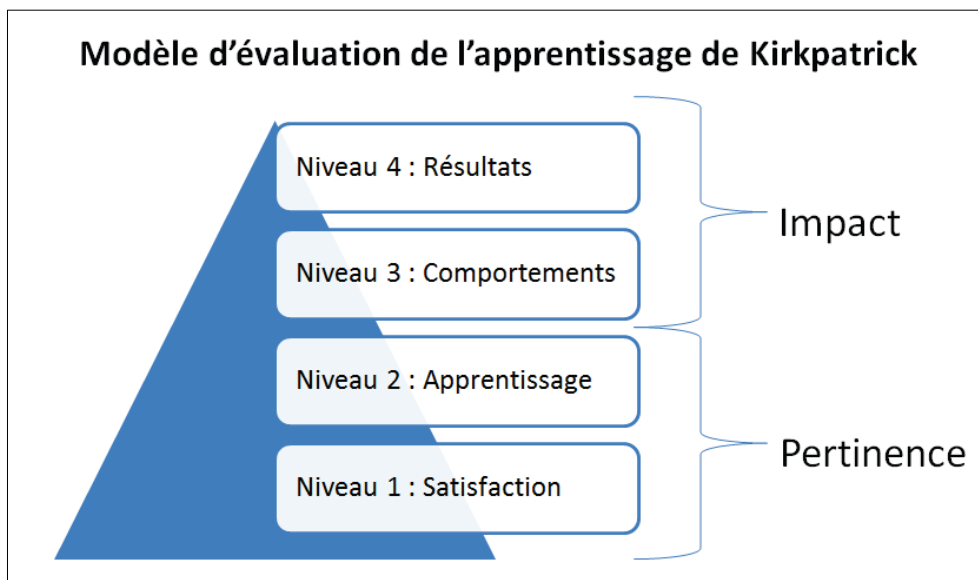 Modèle d’évaluation de l’apprentissage de Kirkpatrick
Niveau 4 : Résultats
Niveau 3 : Comportements
Impact
Niveau 2 : Apprentissage
Niveau 1 : Satisfaction
Pertinence